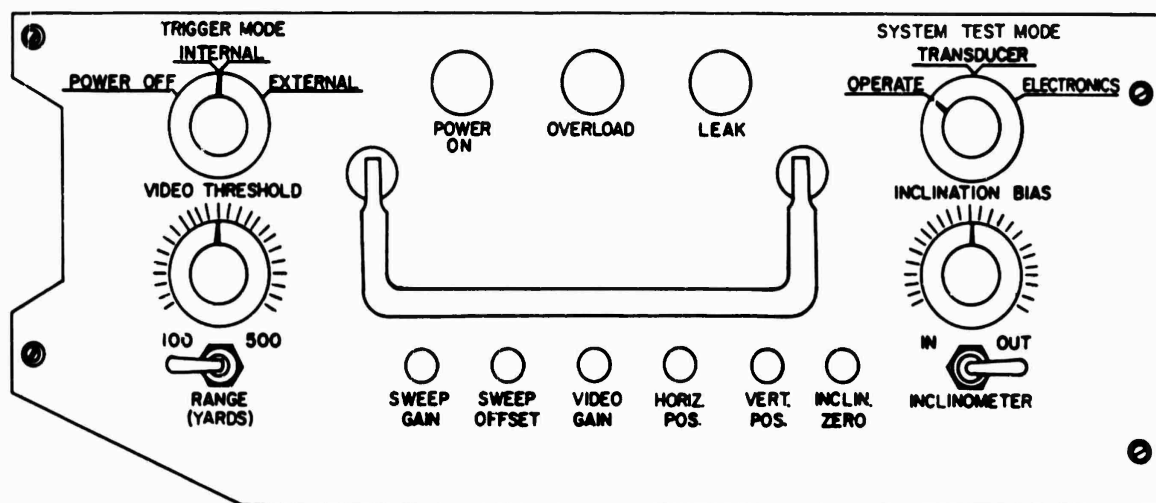 TRIGGER MODE
INTERNAL
POWER OFF
EXTERNAL
POWER
ON
OVERLOAD
LEAK
SYSTEM TEST MODE
TRANSDUCER
OPERATE
ELECTRONICS
VIDEO THRESHOLD
INCLINATION BIAS
100 500
RANGE
(YARDS)
SWEEP
GAIN
SWEEP
OFFSET
VIDEO
GAIN
HORIZ.
POS.
VERT.
POS.
INCLIN.
ZERO
IN OUT
INCLINOMETER